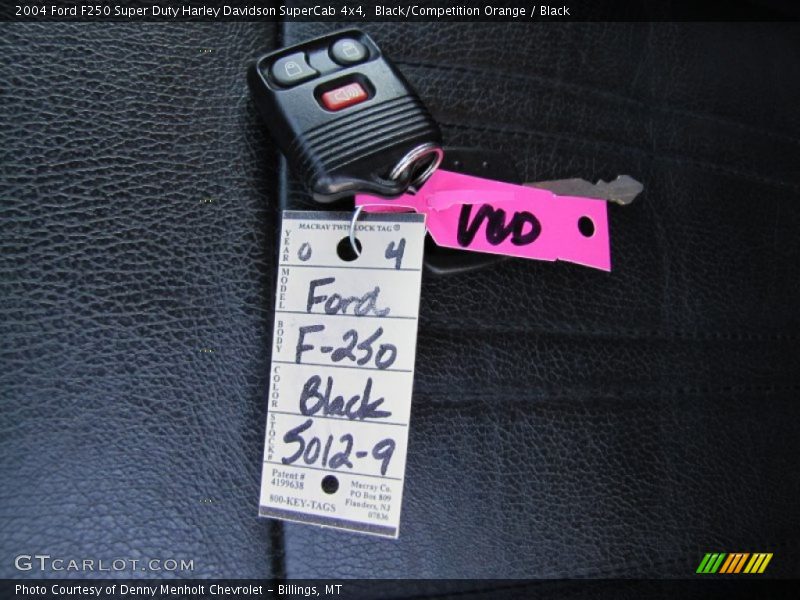 2004 Ford F250 Super Duty Harley Davidson SuperCab 4x4, Black/Competition Orange / Black
MACRAY TWIN LOCK TAG ®
YEAR 0 4
MODEL Ford
BODY F-250
COLOR Black
STOCK# 5012-9
Patent #
4199638
800-KEY-TAGS
Macray Co.
PO Box 809
Flanders, NJ
07836
GTCARLOT.COM
Photo Courtesy of Denny Menholt Chevrolet – Billings, MT